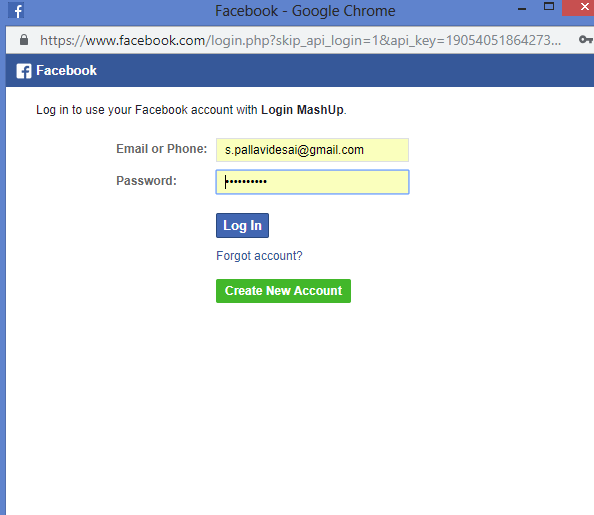 Facebook - Google Chrome
https://www.facebook.com/login.php?skip_api_login=1&api_key=19054051864273...
Facebook
Log in to use your Facebook account with Login MashUp.
Email or Phone: s.pallavidesai@gmail.com
Password: ••••••••••
Log In
Forgot account?
Create New Account